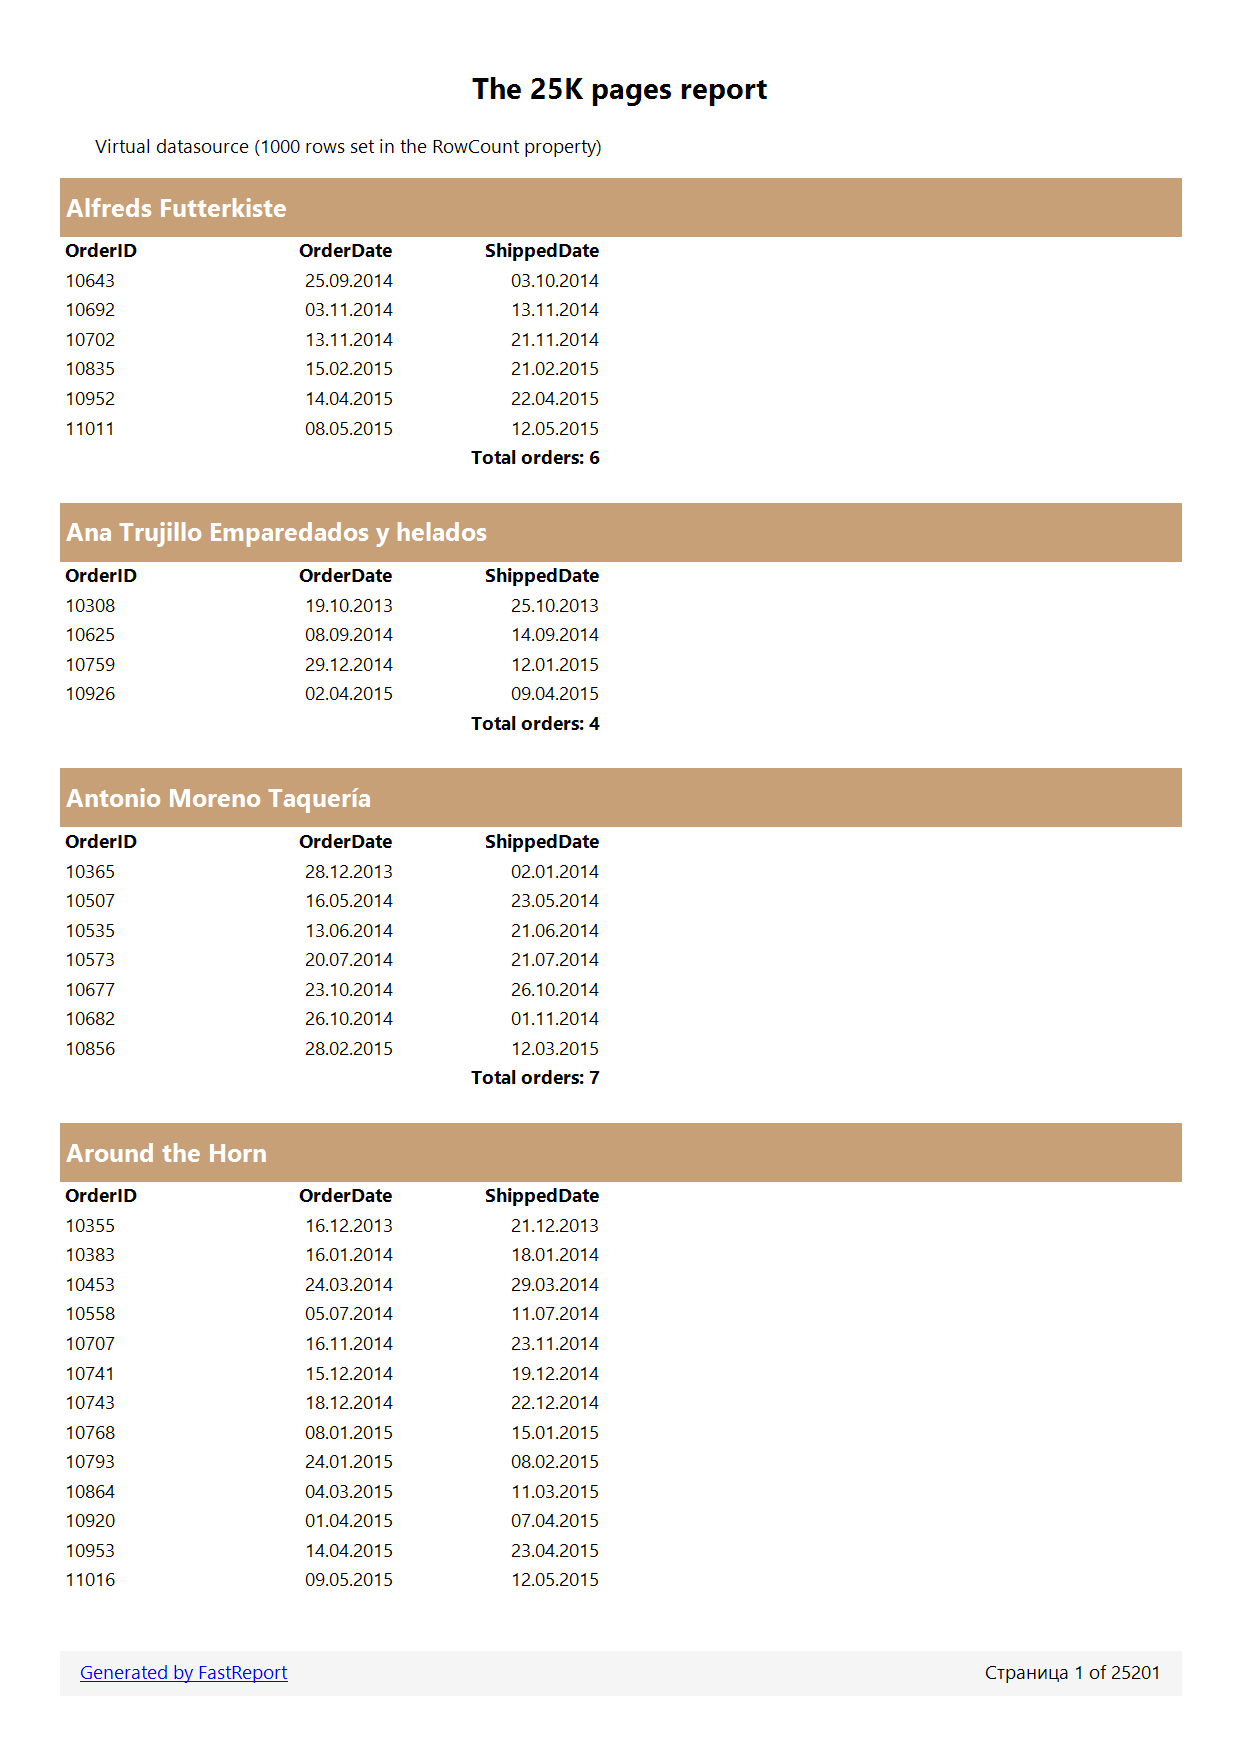 The 25K pages report
Virtual datasource (1000 rows set in the RowCount property)
Alfreds Futterkiste
OrderID OrderDate ShippedDate
10643 25.09.2014 03.10.2014
10692 03.11.2014 13.11.2014
10702 13.11.2014 21.11.2014
10835 15.02.2015 21.02.2015
10952 14.04.2015 22.04.2015
11011 08.05.2015 12.05.2015
Total orders: 6
Ana Trujillo Emparedados y helados
OrderID OrderDate ShippedDate
10308 19.10.2013 25.10.2013
10625 08.09.2014 14.09.2014
10759 29.12.2014 12.01.2015
10926 02.04.2015 09.04.2015
Total orders: 4
Antonio Moreno Taquería
OrderID OrderDate ShippedDate
10365 28.12.2013 02.01.2014
10507 16.05.2014 23.05.2014
10535 13.06.2014 21.06.2014
10573 20.07.2014 21.07.2014
10677 23.10.2014 26.10.2014
10682 26.10.2014 01.11.2014
10856 28.02.2015 12.03.2015
Total orders: 7
Around the Horn
OrderID OrderDate ShippedDate
10355 16.12.2013 21.12.2013
10383 16.01.2014 18.01.2014
10453 24.03.2014 29.03.2014
10558 05.07.2014 11.07.2014
10707 16.11.2014 23.11.2014
10741 15.12.2014 19.12.2014
10743 18.12.2014 22.12.2014
10768 08.01.2015 15.01.2015
10793 24.01.2015 08.02.2015
10864 04.03.2015 11.03.2015
10920 01.04.2015 07.04.2015
10953 14.04.2015 23.04.2015
11016 09.05.2015 12.05.2015
Generated by FastReport Страница 1 of 25201